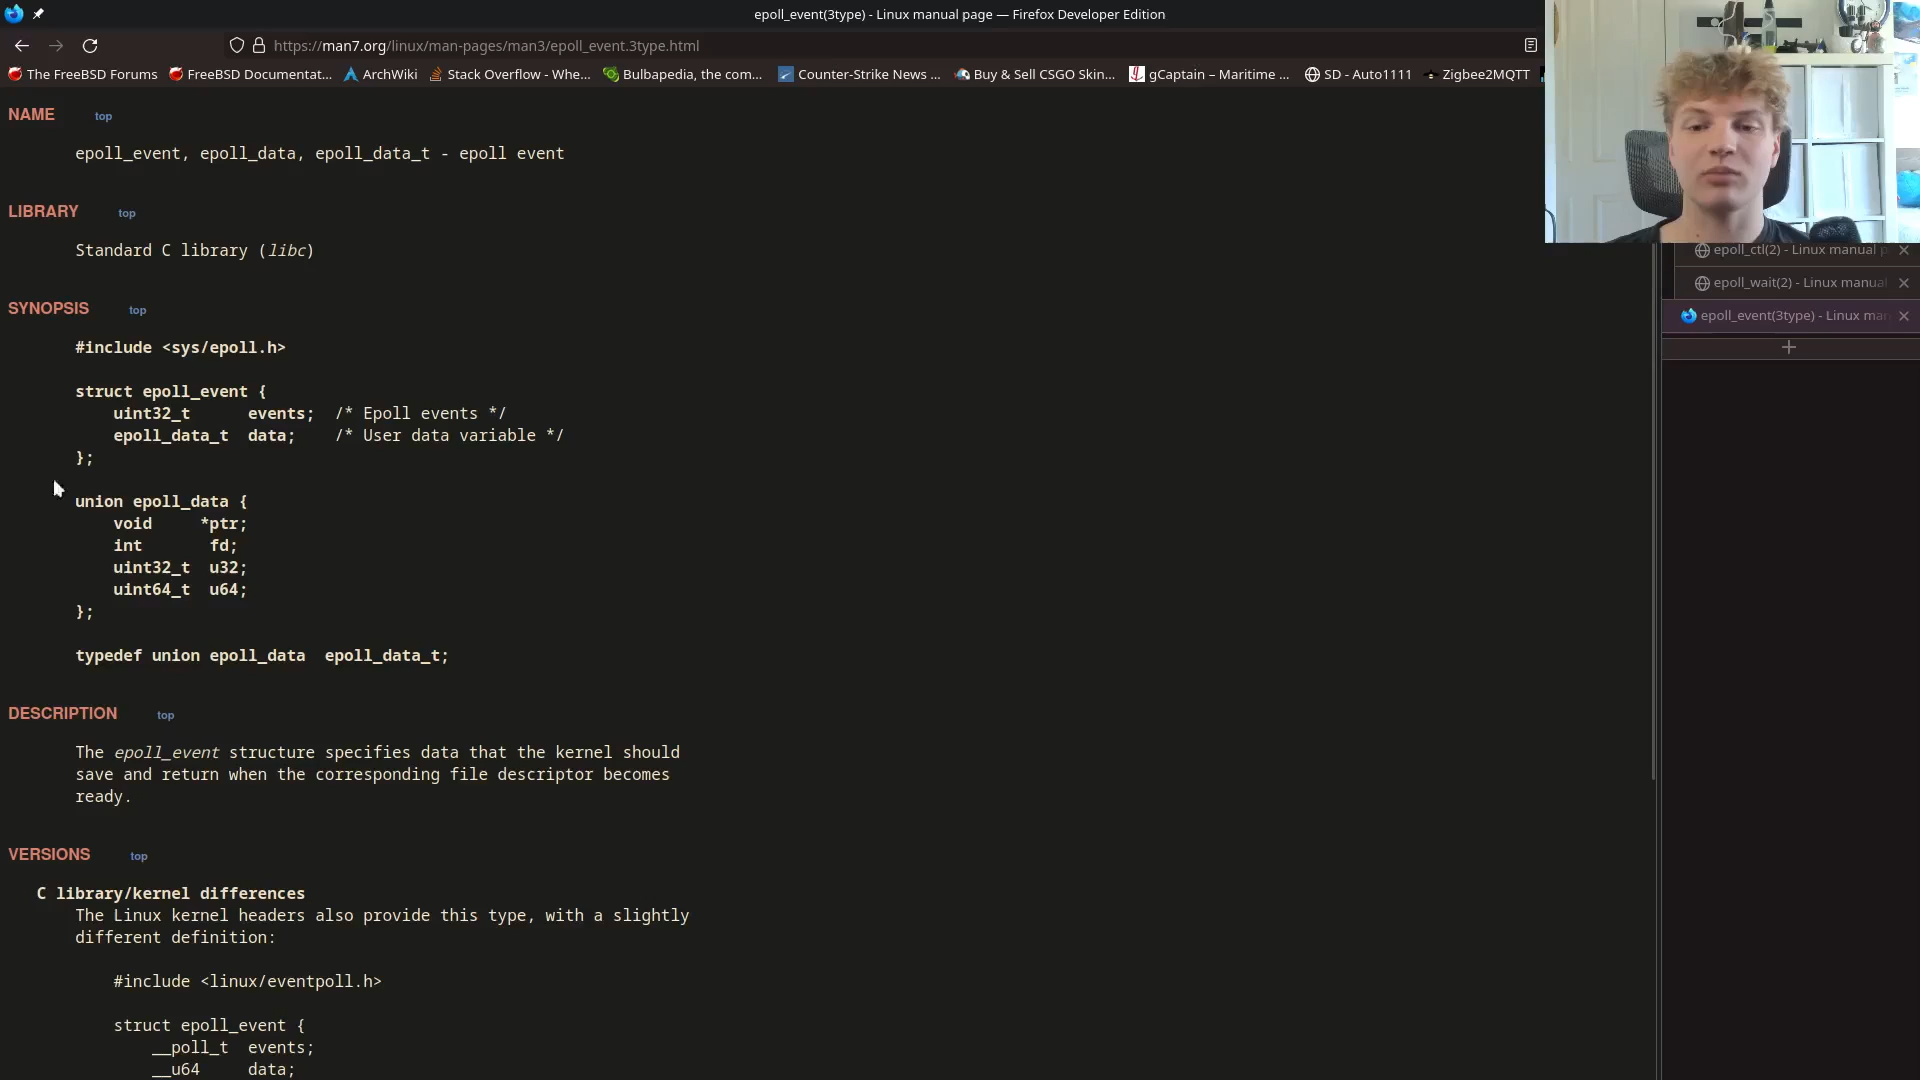 epoll_event(3type) - Linux manual page — Firefox Developer Edition
https://man7.org/linux/man-pages/man3/epoll_event.3type.html
The FreeBSD Forums
FreeBSD Documentat...
ArchWiki
Stack Overflow - Whe...
Bulbapedia, the com...
Counter-Strike News ...
Buy & Sell CSGO Skin...
gCaptain – Maritime ...
SD - Auto1111
Zigbee2MQTT
NAME top
epoll_event, epoll_data, epoll_data_t - epoll event
LIBRARY top
Standard C library (libc)
SYNOPSIS top
#include <sys/epoll.h>
struct epoll_event {
uint32_t events; /* Epoll events */
epoll_data_t data; /* User data variable */
};
union epoll_data {
void *ptr;
int fd;
uint32_t u32;
uint64_t u64;
};
typedef union epoll_data epoll_data_t;
DESCRIPTION top
The epoll_event structure specifies data that the kernel should
save and return when the corresponding file descriptor becomes
ready.
VERSIONS top
C library/kernel differences
The Linux kernel headers also provide this type, with a slightly
different definition:
#include <linux/eventpoll.h>
struct epoll_event {
__poll_t events;
__u64 data;
epoll_ctl(2) - Linux manual p
epoll_wait(2) - Linux manual
epoll_event(3type) - Linux man